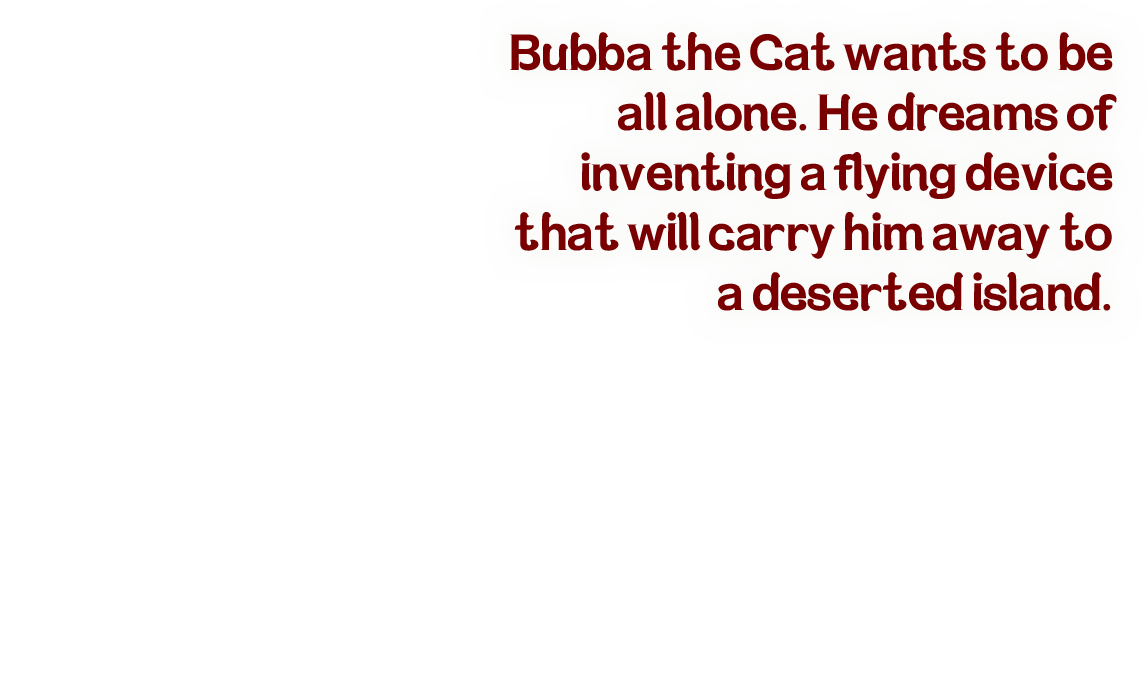 Bubba the Cat wants to be
all alone. He dreams of
inventing a flying device
that will carry him away to
a deserted island.